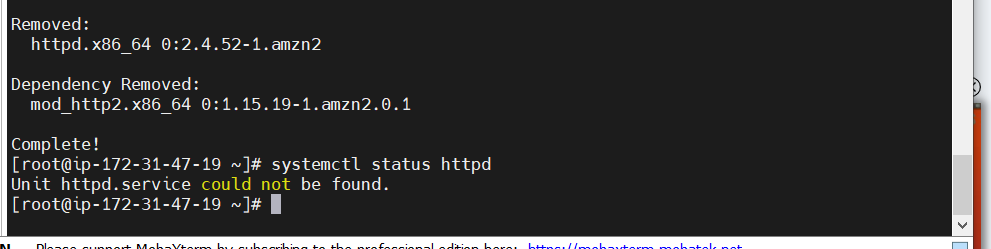 Removed:
httpd.x86_64 0:2.4.52-1.amzn2
Dependency Removed:
mod_http2.x86_64 0:1.15.19-1.amzn2.0.1
Complete!
[root@ip-172-31-47-19 ~]# systemctl status httpd
Unit httpd.service could not be found.
[root@ip-172-31-47-19 ~]#
Please support MobaXterm by subscribing to the professional edition here: https://mobaxterm.mobatek.net